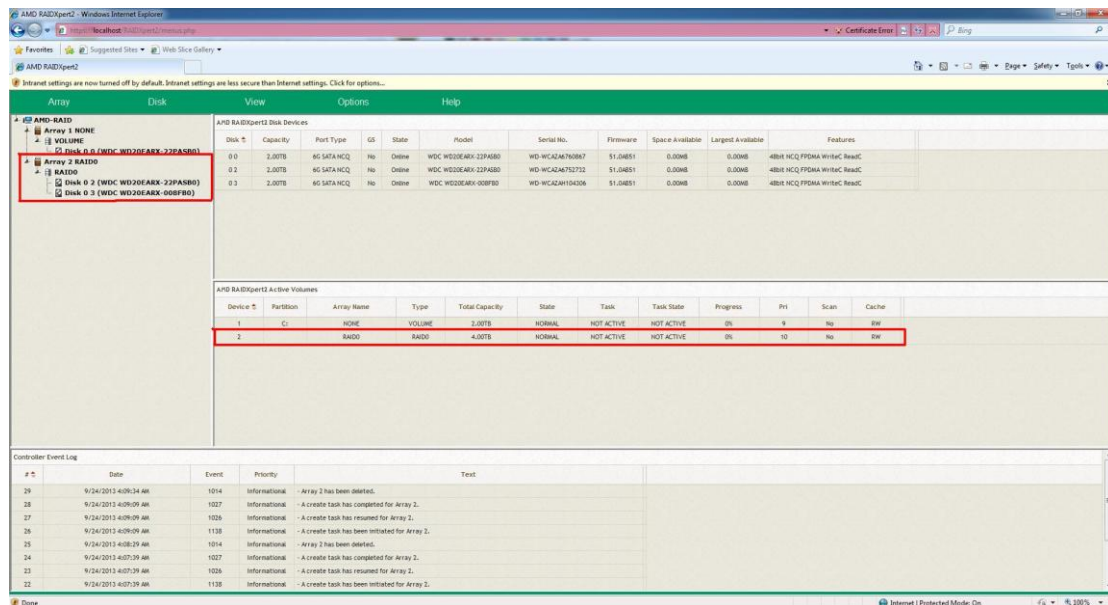 AMD RAIDXpert2 - Windows Internet Explorer
https://localhost/RAIDXpert2/menus.php Certificate Error Bing
Favorites Suggested Sites Web Slice Gallery
AMD RAIDXpert2 Page Safety Tools
Intranet settings are now turned off by default. Intranet settings are less secure than Internet settings. Click for options...
Array Disk View Options Help
AMD-RAID
Array 1 NONE
VOLUME
Disk 0 0 (WDC WD20EARX-22PASB0)
Array 2 RAID0
RAID0
Disk 0 2 (WDC WD20EARX-22PASB0)
Disk 0 3 (WDC WD20EARX-008FB0)
AMD RAIDXpert2 Disk Devices
Disk Capacity Port Type GS State Model Serial No. Firmware Space Available Largest Available Features
0 0 2.00TB 6G SATA NCQ No Online WDC WD20EARX-22PASB0 WD-WCAZA6760867 51.0AB51 0.00MB 0.00MB 48bit NCQ FPDMA WriteC ReadC
0 2 2.00TB 6G SATA NCQ No Online WDC WD20EARX-22PASB0 WD-WCAZA6752732 51.0AB51 0.00MB 0.00MB 48bit NCQ FPDMA WriteC ReadC
0 3 2.00TB 6G SATA NCQ No Online WDC WD20EARX-008FB0 WD-WCAZAH104306 51.0AB51 0.00MB 0.00MB 48bit NCQ FPDMA WriteC ReadC
AMD RAIDXpert2 Active Volumes
Device Partition Array Name Type Total Capacity State Task Task State Progress Pri Scan Cache
1 C: NONE VOLUME 2.00TB NORMAL NOT ACTIVE NOT ACTIVE 0% 9 No RW
2 RAID0 RAID0 4.00TB NORMAL NOT ACTIVE NOT ACTIVE 0% 10 No RW
Controller Event Log
# Date Event Priority Text
29 9/24/2013 4:09:34 AM 1014 Informational - Array 2 has been deleted.
28 9/24/2013 4:09:09 AM 1027 Informational - A create task has completed for Array 2.
27 9/24/2013 4:09:09 AM 1026 Informational - A create task has resumed for Array 2.
26 9/24/2013 4:09:09 AM 1138 Informational - A create task has been initiated for Array 2.
25 9/24/2013 4:08:29 AM 1014 Informational - Array 2 has been deleted.
24 9/24/2013 4:07:39 AM 1027 Informational - A create task has completed for Array 2.
23 9/24/2013 4:07:39 AM 1026 Informational - A create task has resumed for Array 2.
22 9/24/2013 4:07:39 AM 1138 Informational - A create task has been initiated for Array 2.
Done Internet | Protected Mode: On 100%